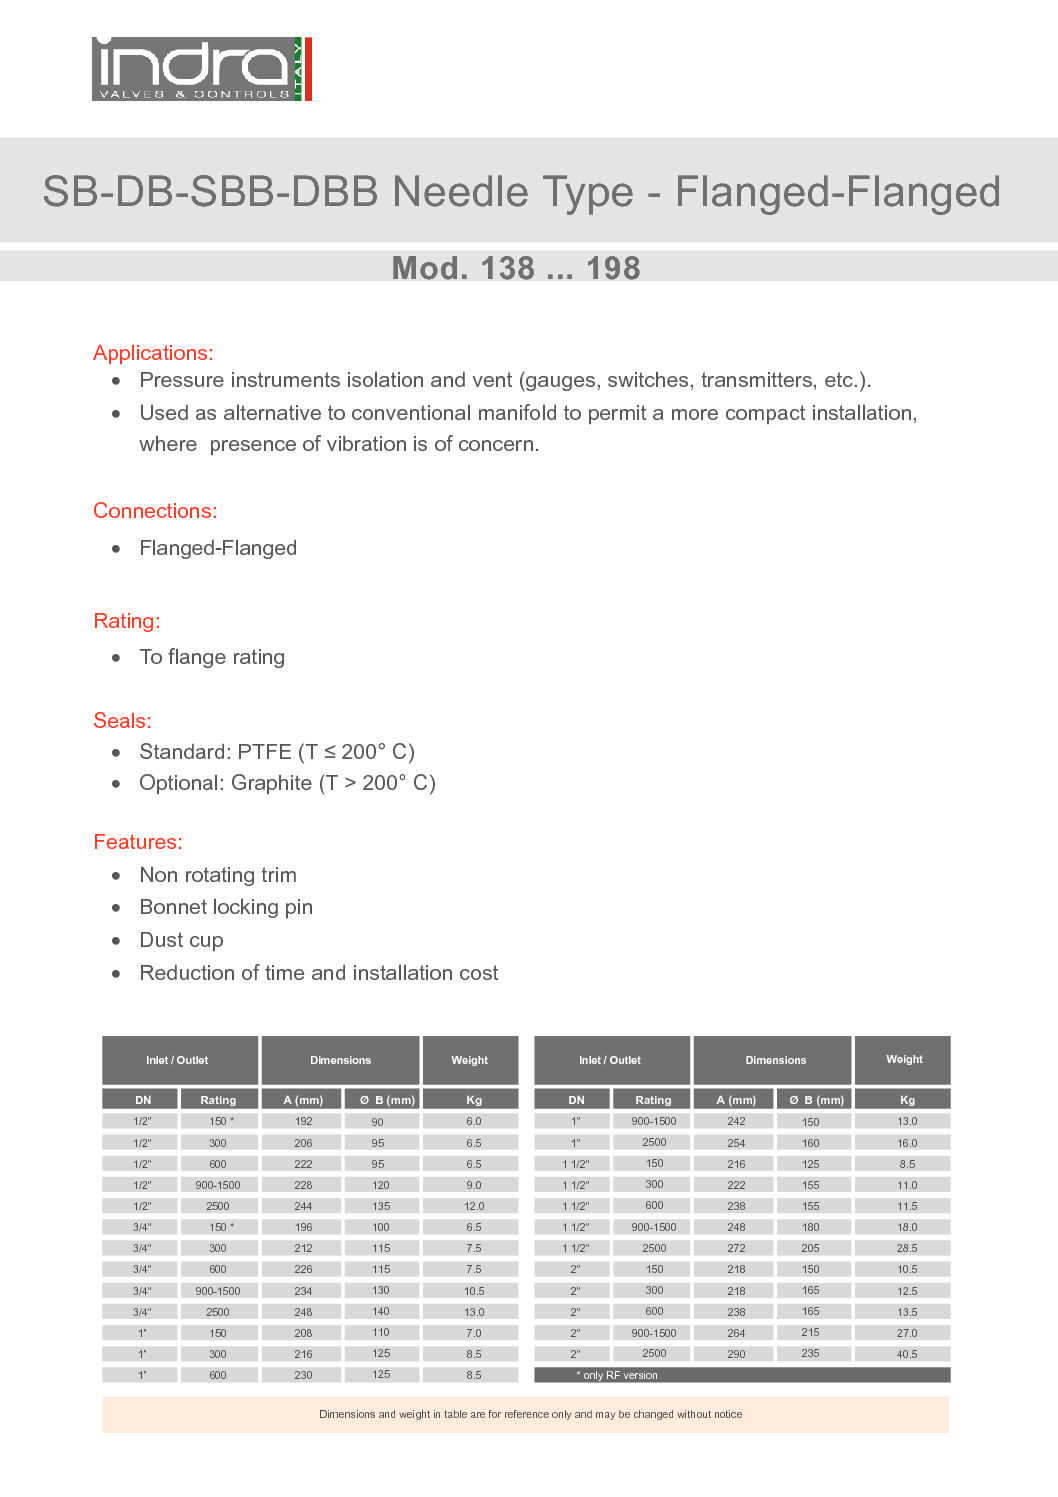 indra
ITALY
VALVES & CONTROLS
SB-DB-SBB-DBB Needle Type - Flanged-Flanged
Mod. 138 ... 198
Applications:
• Pressure instruments isolation and vent (gauges, switches, transmitters, etc.).
• Used as alternative to conventional manifold to permit a more compact installation,
where presence of vibration is of concern.
Connections:
• Flanged-Flanged
Rating:
• To flange rating
Seals:
• Standard: PTFE (T ≤ 200° C)
• Optional: Graphite (T > 200° C)
Features:
• Non rotating trim
• Bonnet locking pin
• Dust cup
• Reduction of time and installation cost
Inlet / Outlet Dimensions Weight
DN Rating A (mm) Ø B (mm) Kg
1/2" 150 * 192 90 6.0
1/2" 300 206 95 6.5
1/2" 600 222 95 6.5
1/2" 900-1500 228 120 9.0
1/2" 2500 244 135 12.0
3/4" 150 * 196 100 6.5
3/4" 300 212 115 7.5
3/4" 600 226 115 7.5
3/4" 900-1500 234 130 10.5
3/4" 2500 248 140 13.0
1" 150 208 110 7.0
1" 300 216 125 8.5
1" 600 230 125 8.5
Inlet / Outlet Dimensions Weight
DN Rating A (mm) Ø B (mm) Kg
1" 900-1500 242 150 13.0
1" 2500 254 160 16.0
1 1/2" 150 216 125 8.5
1 1/2" 300 222 155 11.0
1 1/2" 600 238 155 11.5
1 1/2" 900-1500 248 180 18.0
1 1/2" 2500 272 205 28.5
2" 150 218 150 10.5
2" 300 218 165 12.5
2" 600 238 165 13.5
2" 900-1500 264 215 27.0
2" 2500 290 235 40.5
* only RF version
Dimensions and weight in table are for reference only and may be changed without notice